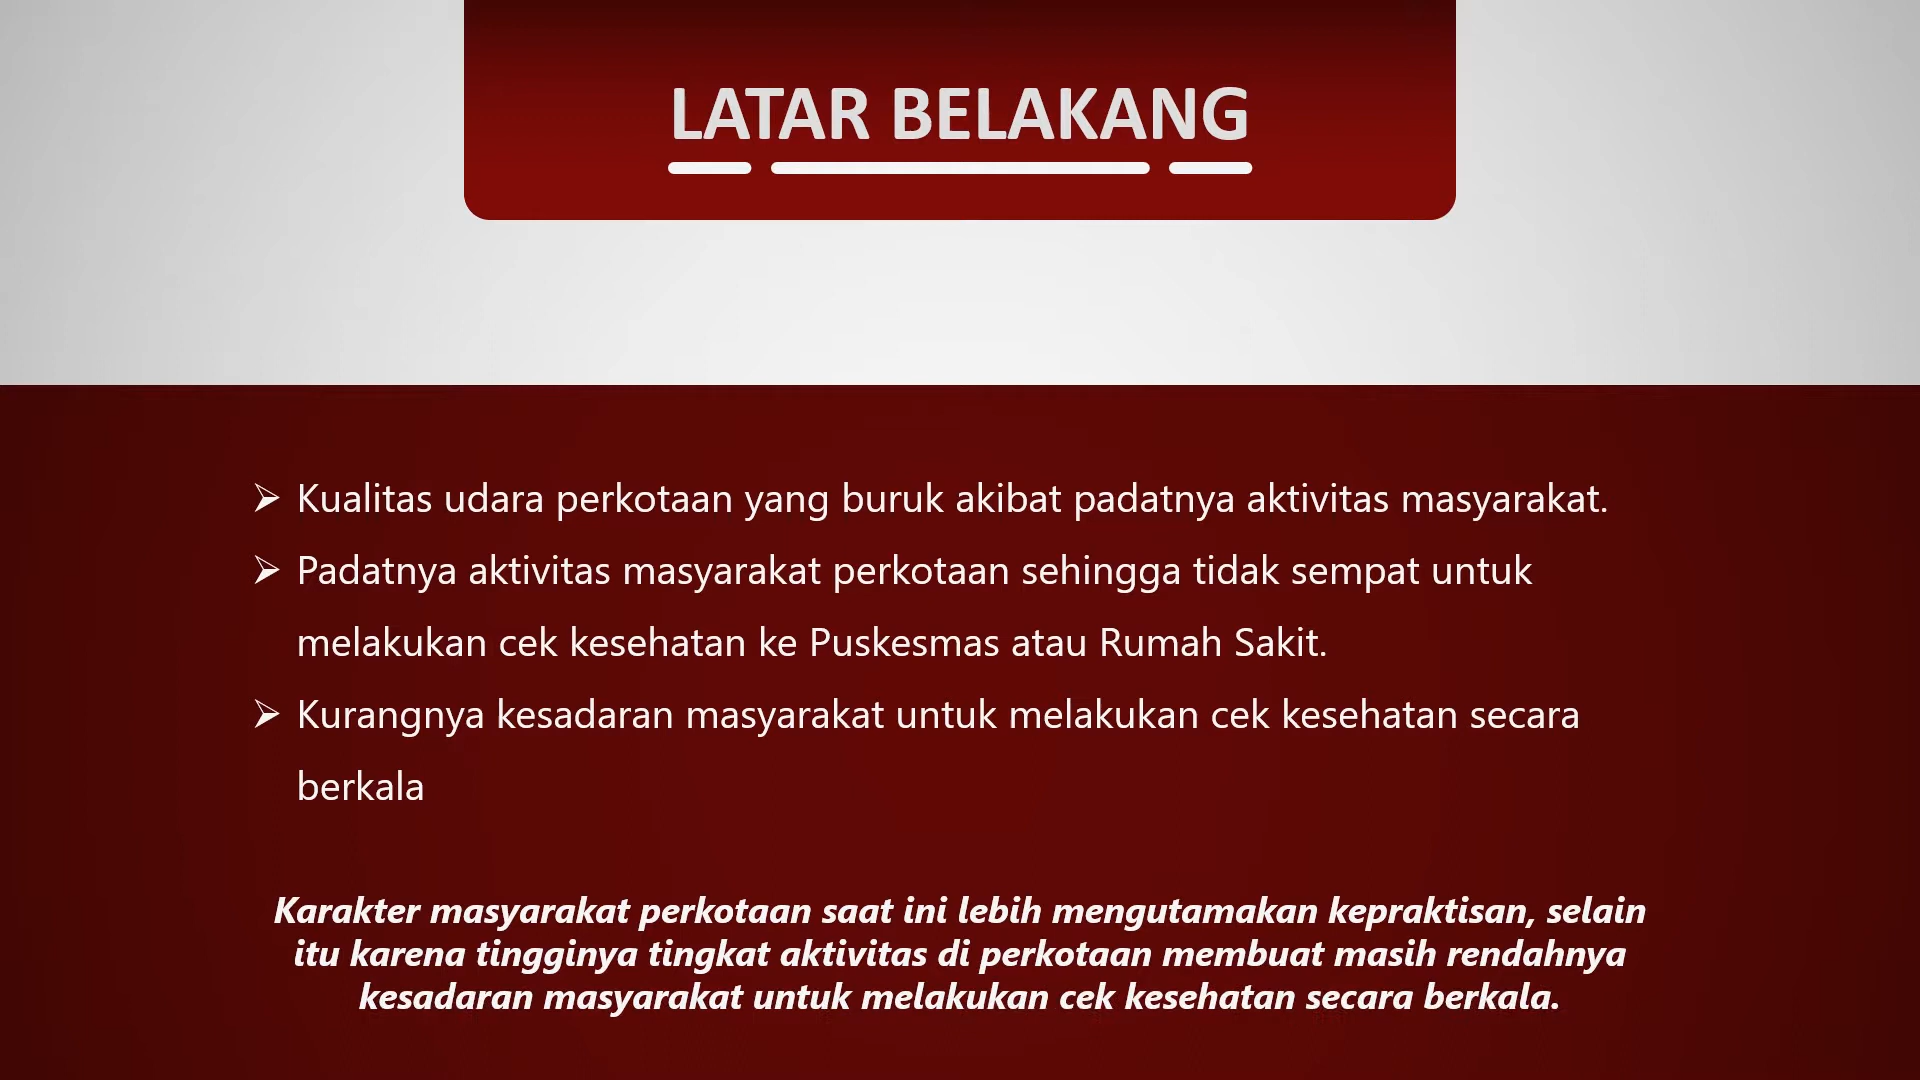 LATAR BELAKANG
➢ Kualitas udara perkotaan yang buruk akibat padatnya aktivitas masyarakat.
➢ Padatnya aktivitas masyarakat perkotaan sehingga tidak sempat untuk
melakukan cek kesehatan ke Puskesmas atau Rumah Sakit.
➢ Kurangnya kesadaran masyarakat untuk melakukan cek kesehatan secara
berkala
Karakter masyarakat perkotaan saat ini lebih mengutamakan kepraktisan, selain
itu karena tingginya tingkat aktivitas di perkotaan membuat masih rendahnya
kesadaran masyarakat untuk melakukan cek kesehatan secara berkala.